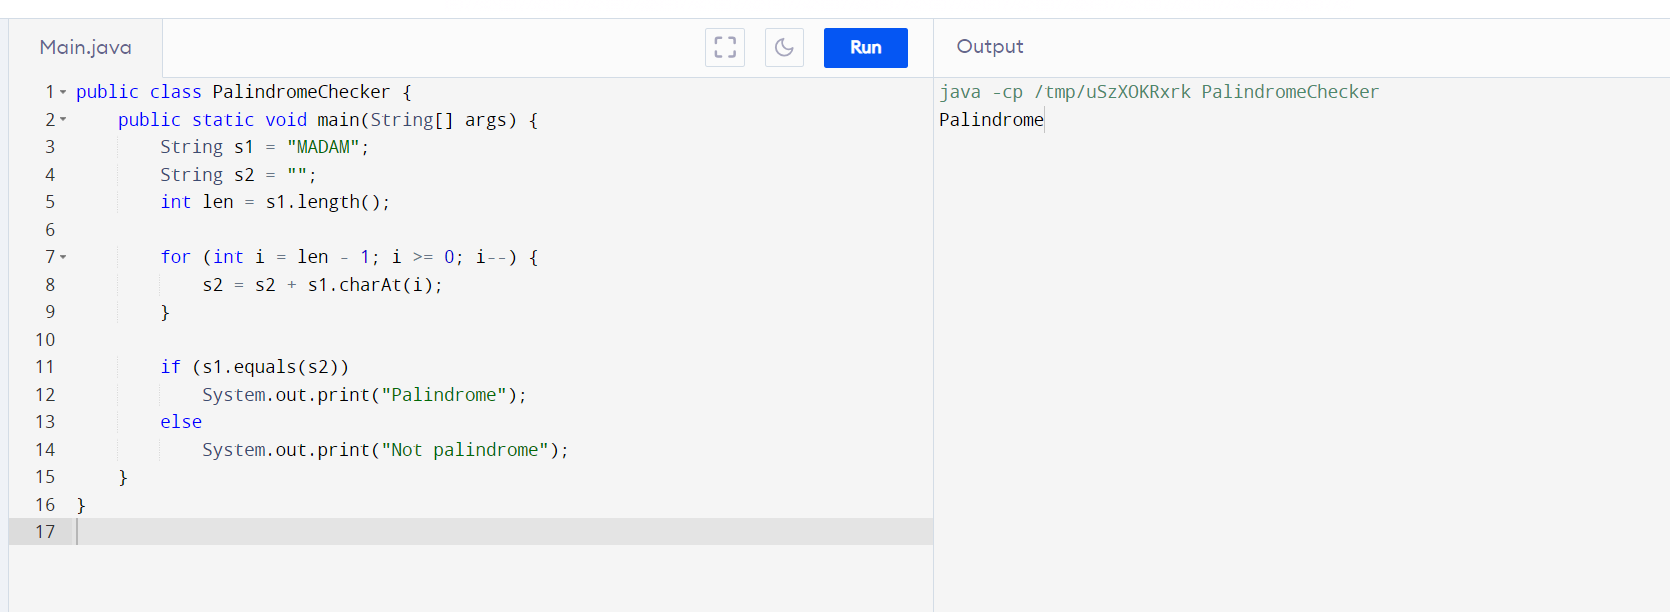 Main.java
Run
Output
1 public class PalindromeChecker {
2     public static void main(String[] args) {
3         String s1 = "MADAM";
4         String s2 = "";
5         int len = s1.length();
6
7         for (int i = len - 1; i >= 0; i--) {
8             s2 = s2 + s1.charAt(i);
9         }
10
11         if (s1.equals(s2))
12             System.out.print("Palindrome");
13         else
14             System.out.print("Not palindrome");
15     }
16 }
17
java -cp /tmp/uSzXOKRxrk PalindromeChecker
Palindrome